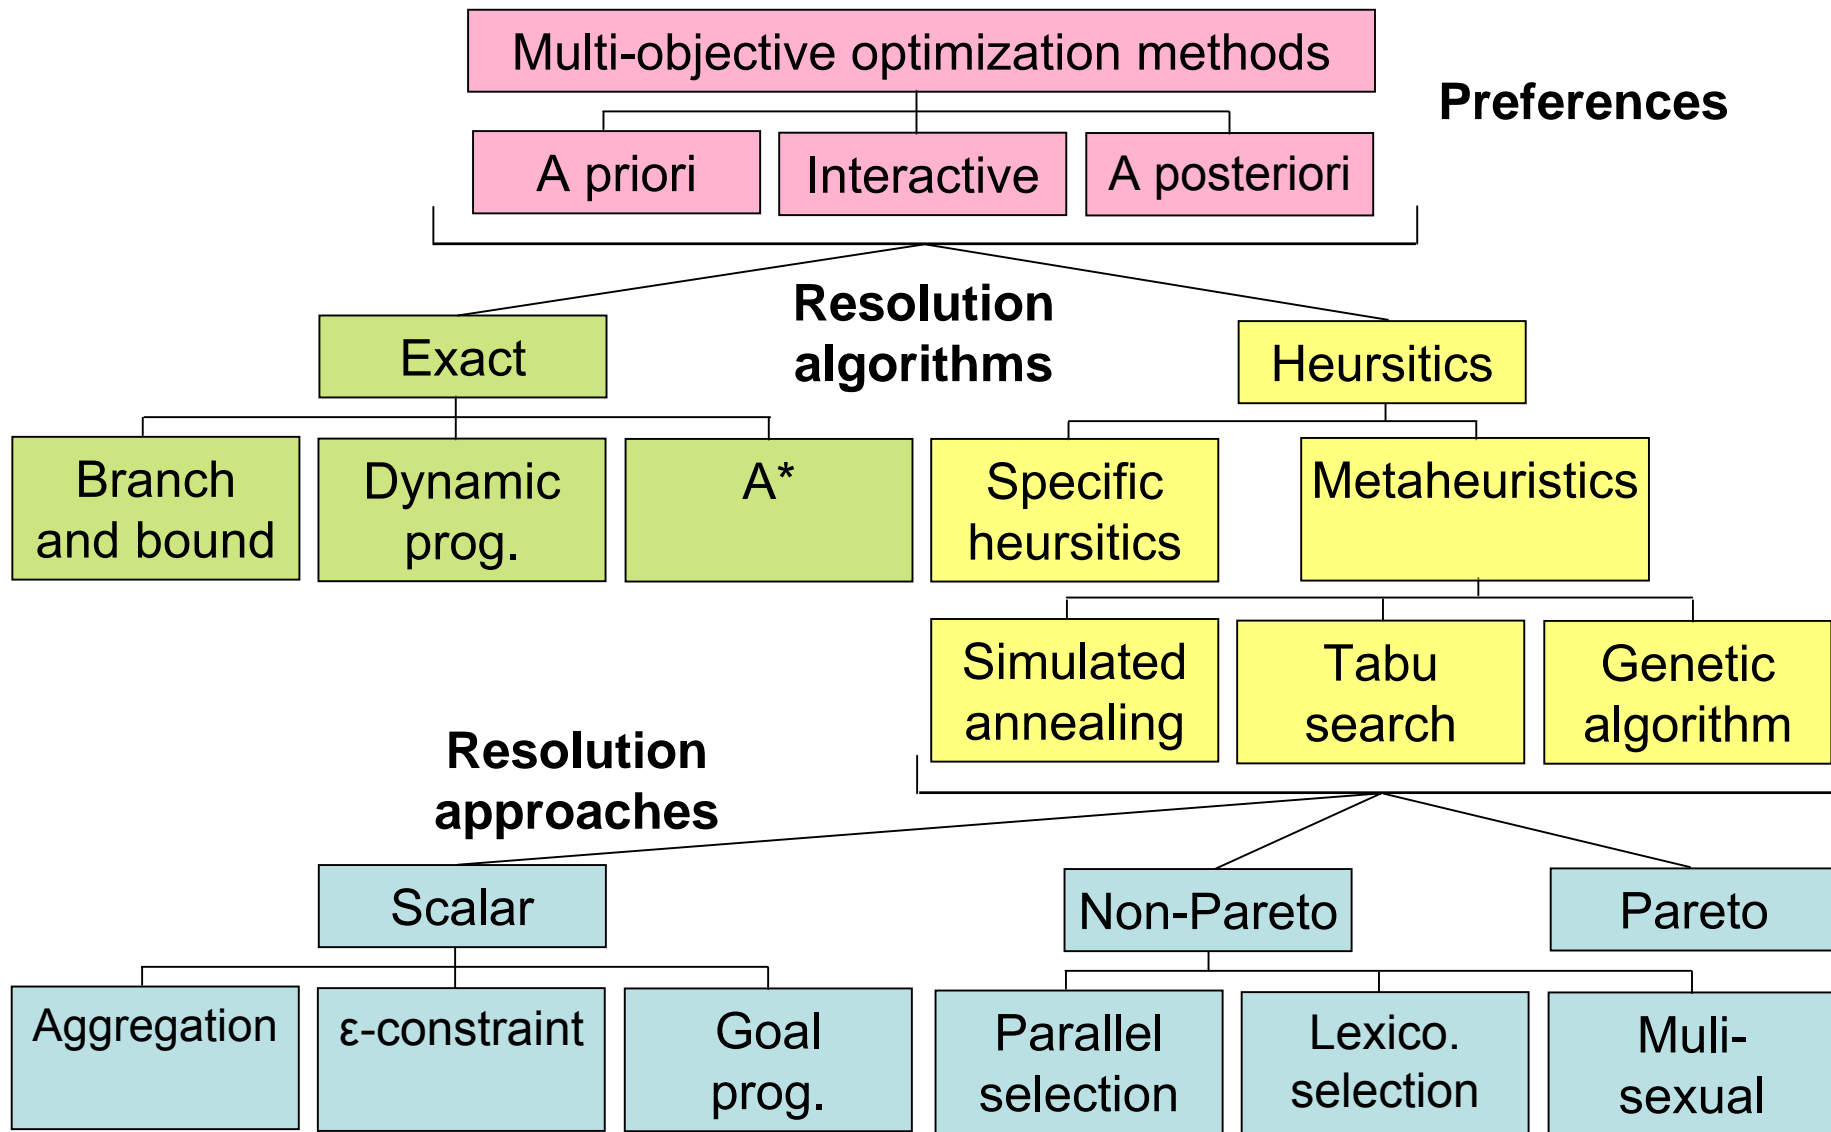 Multi-objective optimization methods
Preferences
A priori
Interactive
A posteriori
Resolution
algorithms
Exact
Heursitics
Branch
and bound
Dynamic
prog.
A*
Specific
heursitics
Metaheuristics
Simulated
annealing
Tabu
search
Genetic
algorithm
Resolution
approaches
Scalar
Non-Pareto
Pareto
Aggregation
ε-constraint
Goal
prog.
Parallel
selection
Lexico.
selection
Muli-
sexual